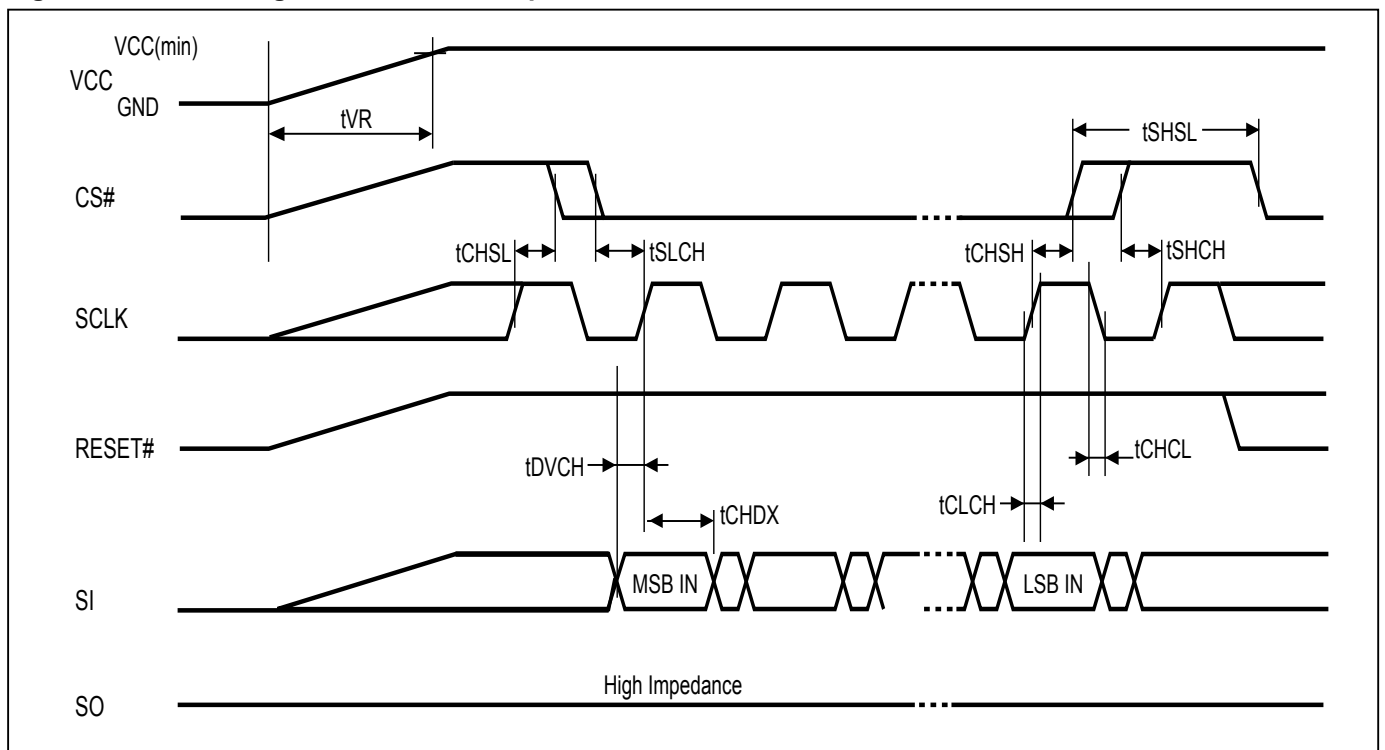 VCC(min)
VCC
GND
tVR
tSHSL
CS#
tCHSL
tSLCH
tCHSH
tSHCH
SCLK
RESET#
tDVCH
tCHCL
tCLCH
tCHDX
SI
MSB IN
LSB IN
High Impedance
SO